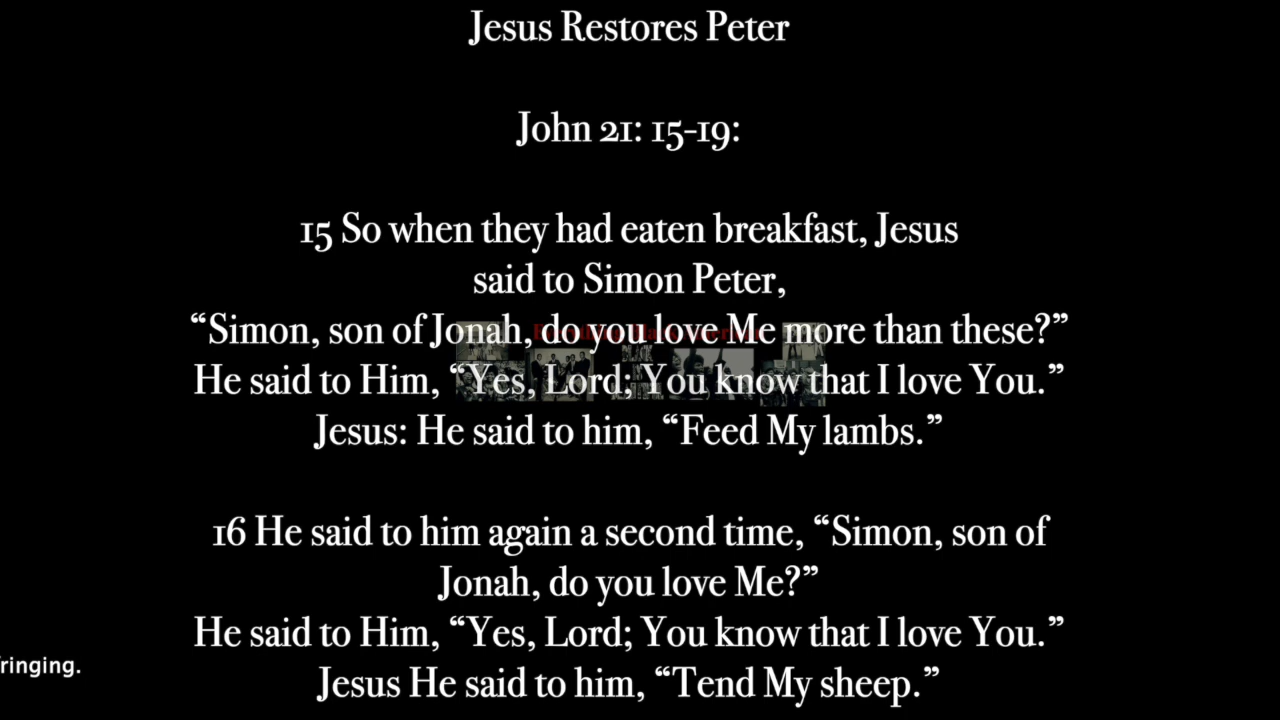 Jesus Restores Peter
John 21: 15-19:
15 So when they had eaten breakfast, Jesus
said to Simon Peter,
“Simon, son of Jonah, do you love Me more than these?”
He said to Him, “Yes, Lord; You know that I love You.”
Jesus: He said to him, “Feed My lambs.”
16 He said to him again a second time, “Simon, son of
Jonah, do you love Me?”
He said to Him, “Yes, Lord; You know that I love You.”
fringing.
Jesus He said to him, “Tend My sheep.”